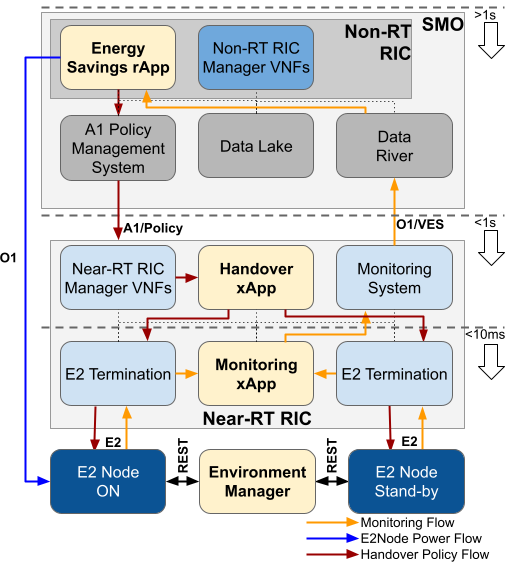 SMO
>1s
Non-RT
RIC
Energy
Savings rApp
Non-RT RIC
Manager VNFs
A1 Policy
Management
System
Data Lake
Data
River
A1/Policy
O1/VES
<1s
O1
Near-RT RIC
Manager VNFs
Handover
xApp
Monitoring
System
<10ms
E2 Termination
Monitoring
xApp
E2 Termination
Near-RT RIC
E2
E2
E2 Node
ON
REST
Environment
Manager
REST
E2 Node
Stand-by
Monitoring Flow
E2Node Power Flow
Handover Policy Flow